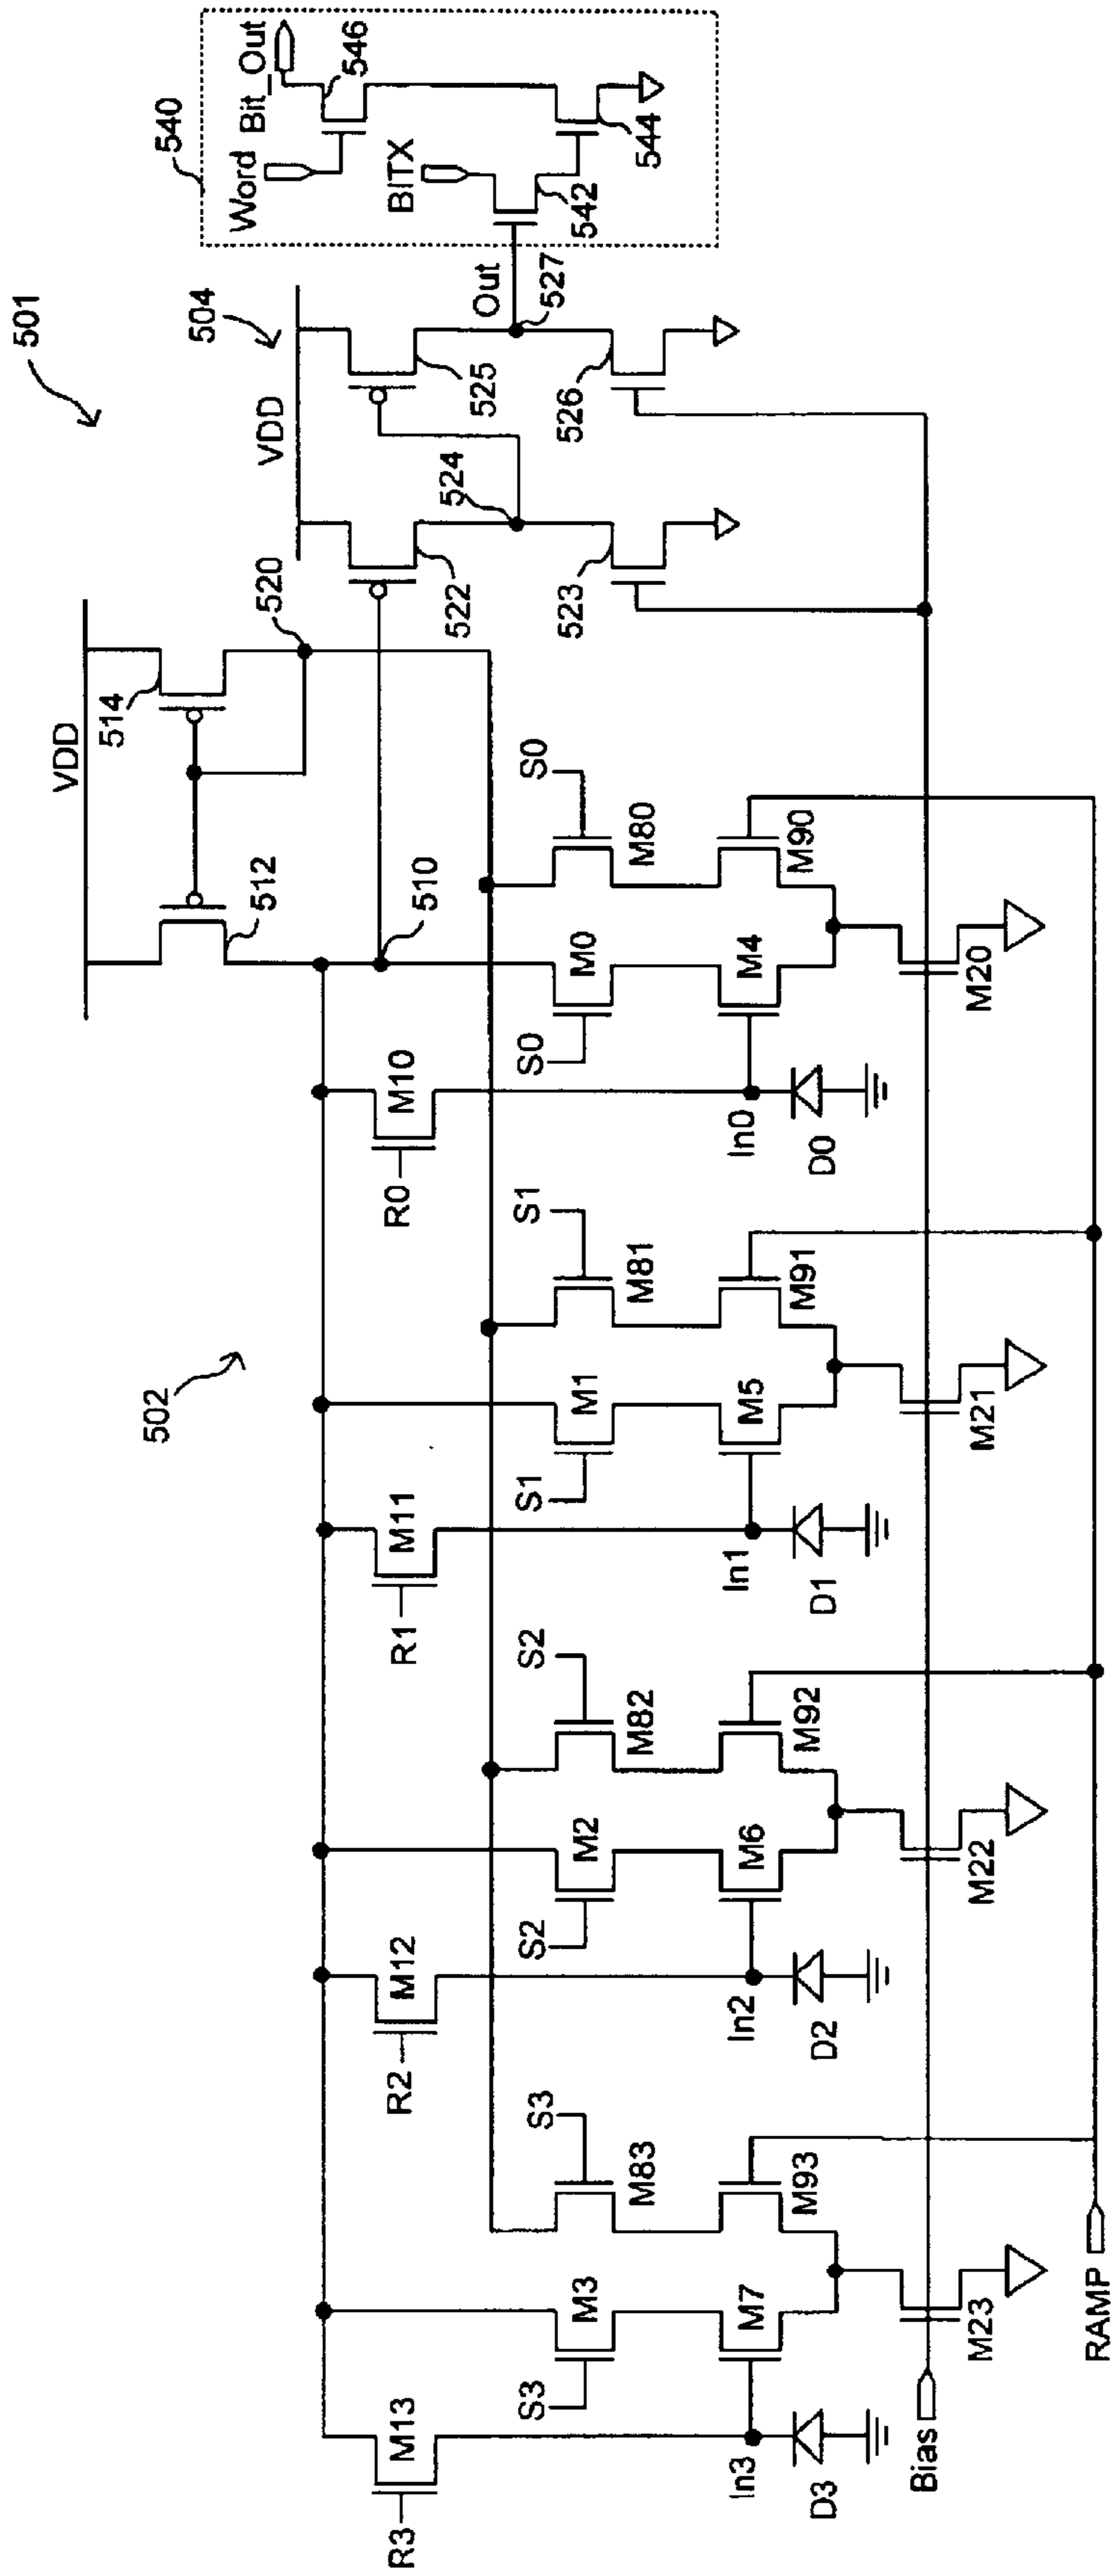 501
540
Word
Bit_Out
546
BITX
542
544
504
VDD
525
Out
527
526
524
522
523
VDD
514
520
512
510
502
R3
M13
R2
M12
R1
M11
R0
M10
S3
M3
S3
M83
S2
M2
S2
M82
S1
M1
S1
M81
S0
M0
S0
M80
In3
M7
M93
In2
M6
M92
In1
M5
M91
In0
M4
M90
D3
D2
D1
D0
Bias
M23
M22
M21
M20
RAMP